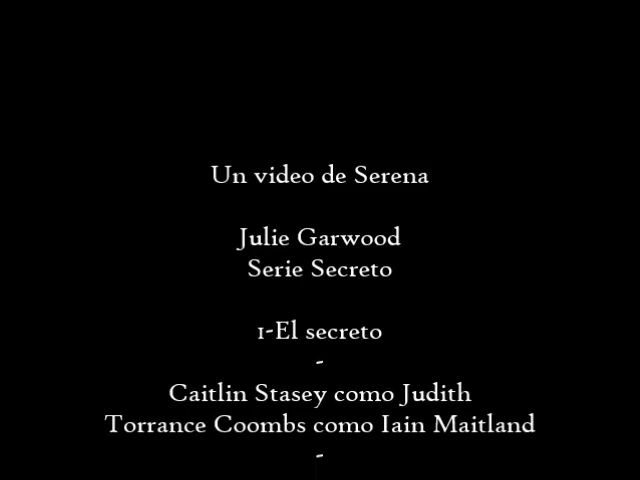 Un video de Serena
Julie Garwood
Serie Secreto
1-El secreto
-
Caitlin Stasey como Judith
Torrance Coombs como Iain Maitland
-